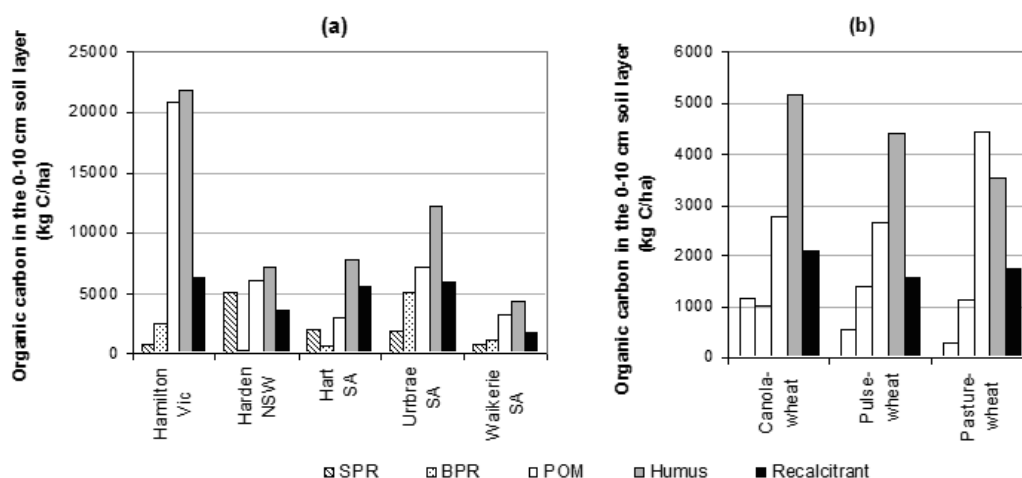 (a)
Organic carbon in the 0-10 cm soil layer
(kg C/ha)
25000
20000
15000
10000
5000
0
Hamilton
Vic
Harden
NSW
Hart
SA
Urrbrae
SA
Waikerie
SA
(b)
Organic carbon in the 0-10 cm soil layer
(kg C/ha)
6000
5000
4000
3000
2000
1000
0
Canola-
wheat
Pulse-
wheat
Pasture-
wheat
SPR BPR POM Humus Recalcitrant